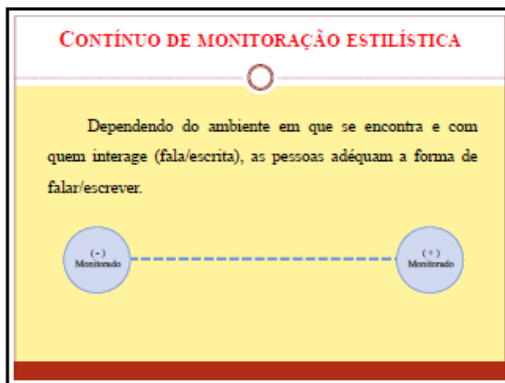 CONTÍNUO DE MONITORAÇÃO ESTILÍSTICA
Dependendo do ambiente em que se encontra e com
quem interage (fala/escrita), as pessoas adéquam a forma de
falar/escrever.
(-)
Monitorado
(+)
Monitorado